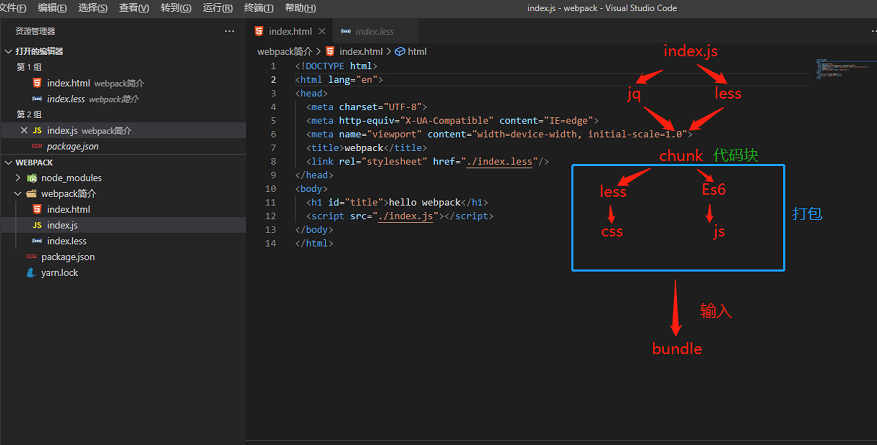 文件(F) 编辑(E) 选择(S) 查看(V) 转到(G) 运行(R) 终端(T) 帮助(H) index.js - webpack - Visual Studio Code
资源管理器
打开的编辑器
第 1 组
index.html webpack简介
index.less webpack简介
第 2 组
JS index.js webpack简介
package.json
WEBPACK
node_modules
webpack简介
index.html
JS index.js
index.less
package.json
yarn.lock
index.html index.less
webpack简介 > index.html > html
1 <!DOCTYPE html>
2 <html lang="en">
3 <head>
4 <meta charset="UTF-8">
5 <meta http-equiv="X-UA-Compatible" content="IE=edge">
6 <meta name="viewport" content="width=device-width, initial-scale=1.0">
7 <title>webpack</title>
8 <link rel="stylesheet" href="./index.less"/>
9 </head>
10 <body>
11 <h1 id="title">hello webpack</h1>
12 <script src="./index.js"></script>
13 </body>
14 </html>
index.js
jq less
chunk 代码块
less Es6
css js
打包
输入
bundle